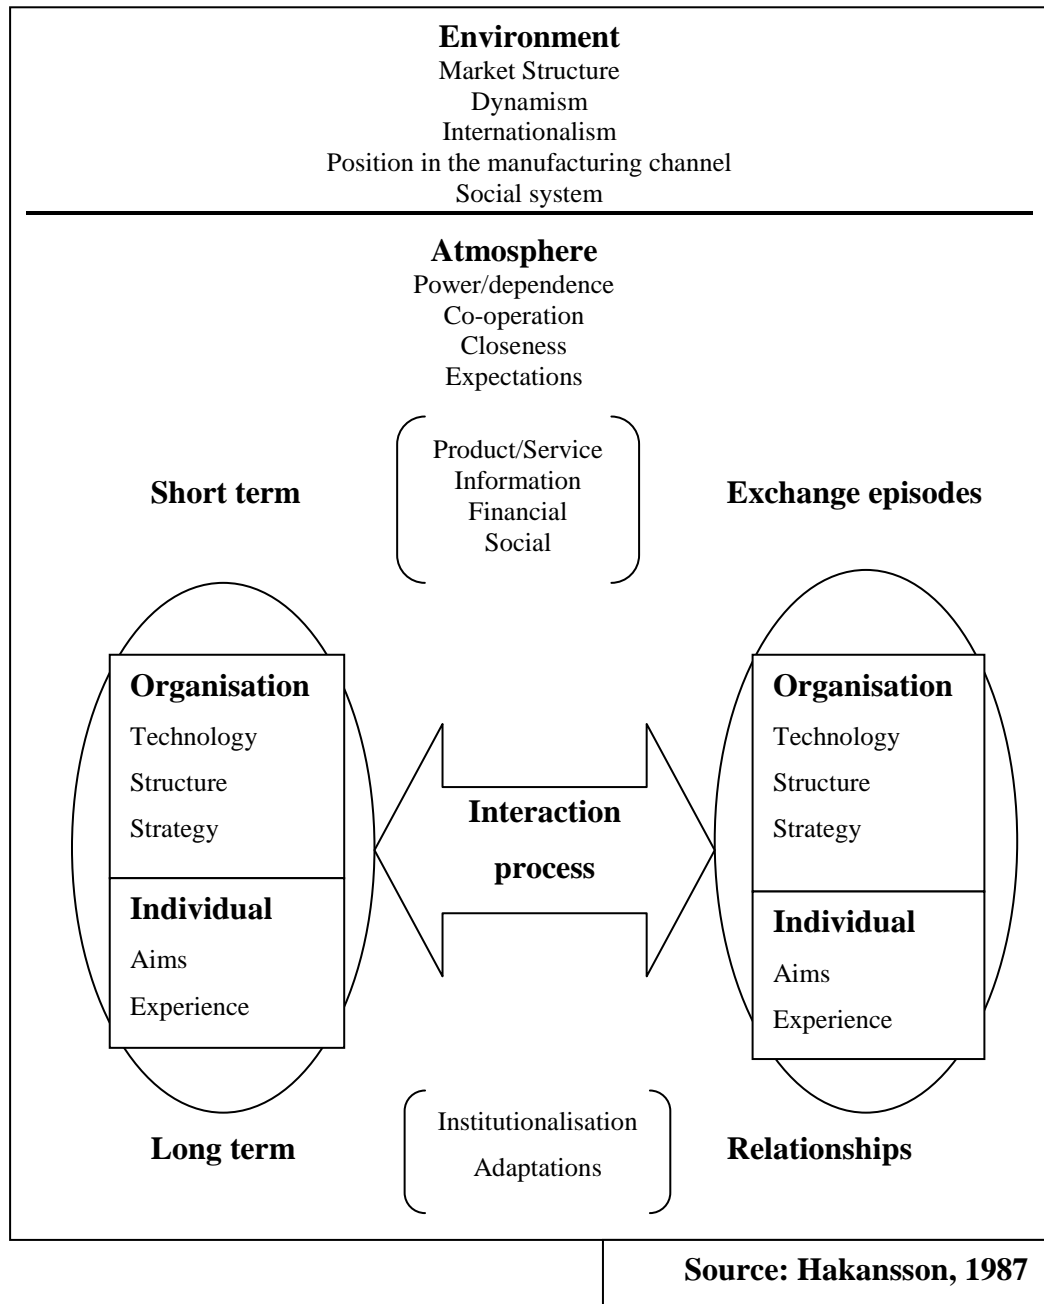 Environment
Market Structure
Dynamism
Internationalism
Position in the manufacturing channel
Social system
Atmosphere
Power/dependence
Co-operation
Closeness
Expectations
Product/Service
Information
Financial
Social
Short term
Exchange episodes
Organisation
Technology
Structure
Strategy
Individual
Aims
Experience
Interaction
process
Organisation
Technology
Structure
Strategy
Individual
Aims
Experience
Institutionalisation
Adaptations
Long term
Relationships
Source: Hakansson, 1987